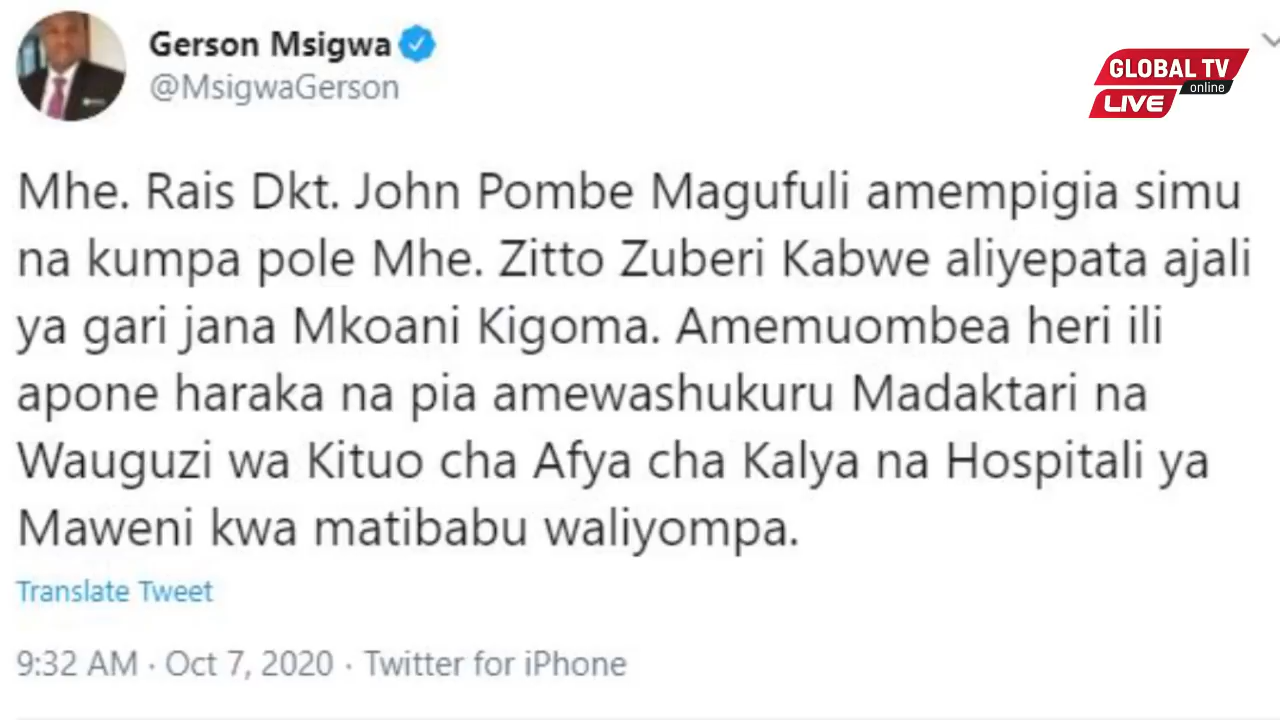 Gerson Msigwa
@MsigwaGerson
GLOBAL TV
online
LIVE
Mhe. Rais Dkt. John Pombe Magufuli amempigia simu
na kumpa pole Mhe. Zitto Zuberi Kabwe aliyepata ajali
ya gari jana Mkoani Kigoma. Amemuombea heri ili
apone haraka na pia amewashukuru Madaktari na
Wauguzi wa Kituo cha Afya cha Kalya na Hospitali ya
Maweni kwa matibabu waliyompa.
Translate Tweet
9:32 AM · Oct 7, 2020 · Twitter for iPhone